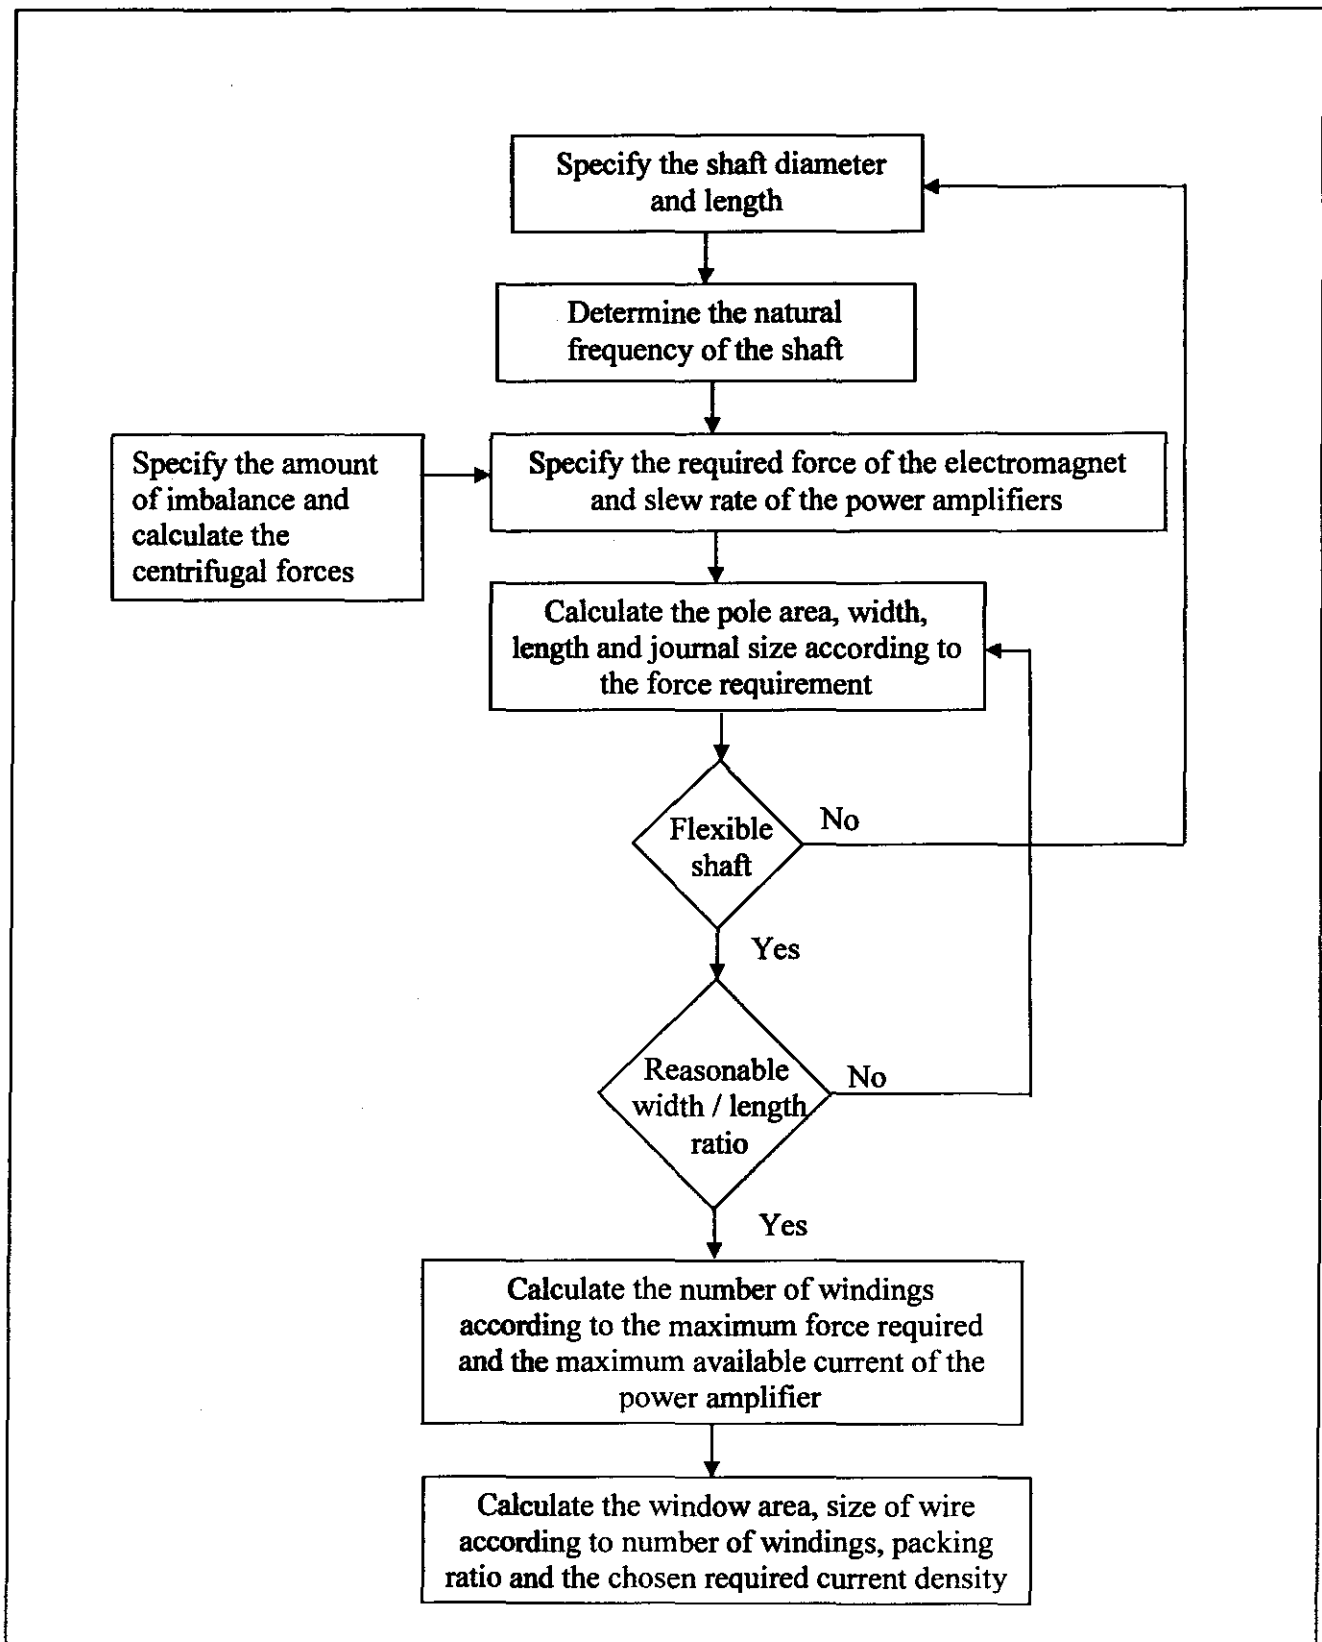 Specify the shaft diameter
and length
Determine the natural
frequency of the shaft
Specify the amount
of imbalance and
calculate the
centrifugal forces
Specify the required force of the electromagnet
and slew rate of the power amplifiers
Calculate the pole area, width,
length and journal size according to
the force requirement
Flexible
shaft
No
Yes
Reasonable
width / length
ratio
No
Yes
Calculate the number of windings
according to the maximum force required
and the maximum available current of the
power amplifier
Calculate the window area, size of wire
according to number of windings, packing
ratio and the chosen required current density